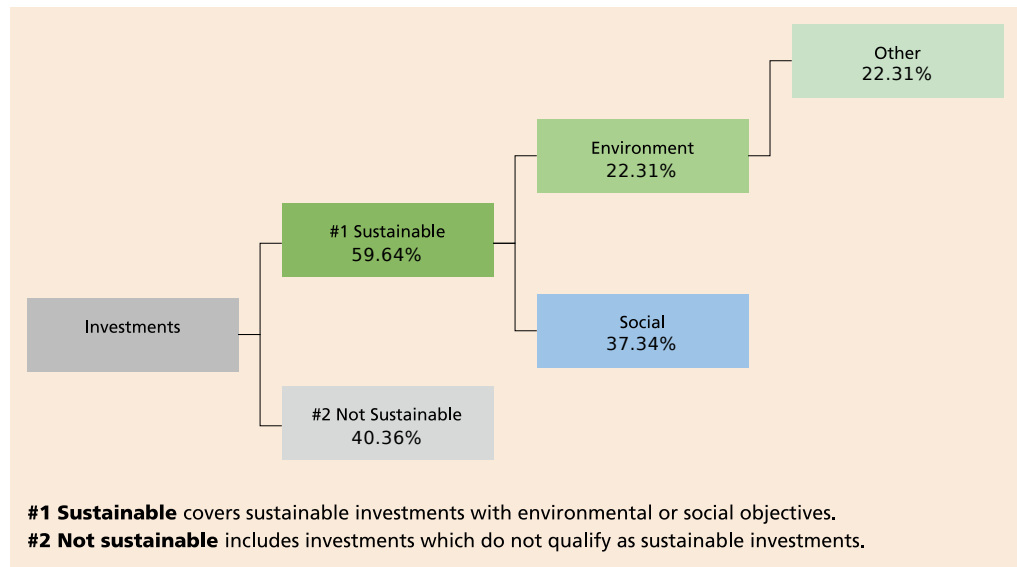 Other
22.31%
Environment
22.31%
#1 Sustainable
59.64%
Investments
Social
37.34%
#2 Not Sustainable
40.36%
#1 Sustainable covers sustainable investments with environmental or social objectives.
#2 Not sustainable includes investments which do not qualify as sustainable investments.